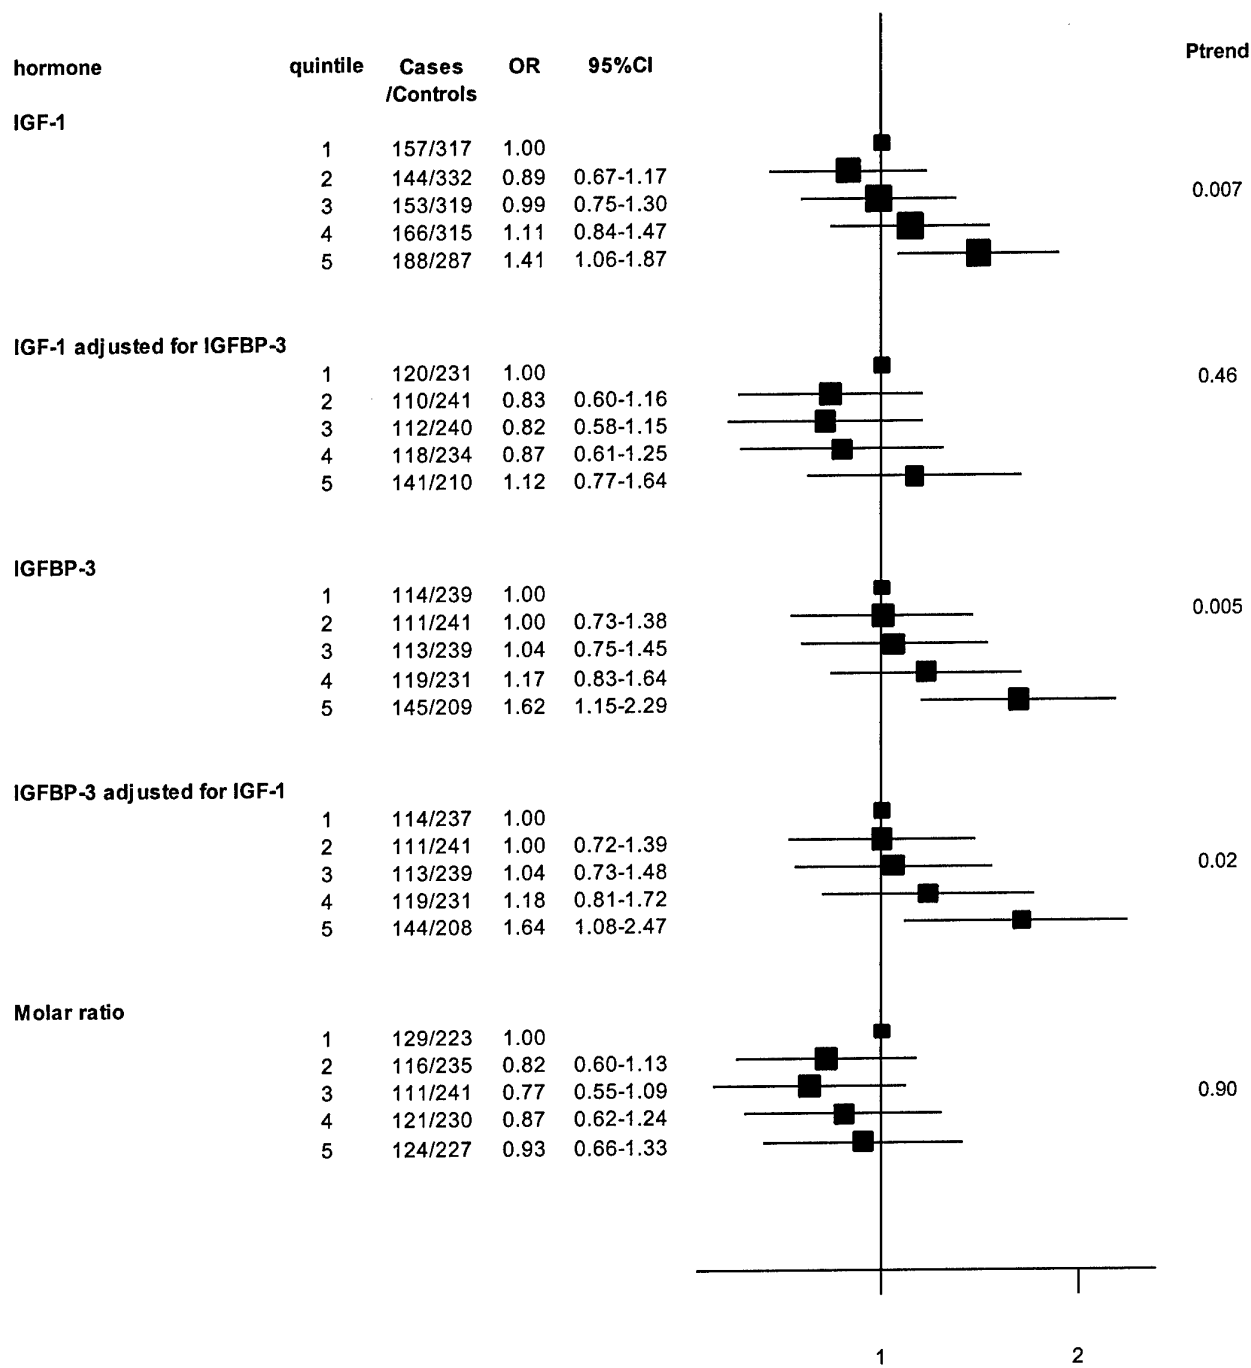 hormone quintile Cases OR 95%CI Ptrend
/Controls
IGF-1
1 157/317 1.00
2 144/332 0.89 0.67-1.17
0.007
3 153/319 0.99 0.75-1.30
4 166/315 1.11 0.84-1.47
5 188/287 1.41 1.06-1.87
IGF-1 adjusted for IGFBP-3
1 120/231 1.00 0.46
2 110/241 0.83 0.60-1.16
3 112/240 0.82 0.58-1.15
4 118/234 0.87 0.61-1.25
5 141/210 1.12 0.77-1.64
IGFBP-3
1 114/239 1.00
0.005
2 111/241 1.00 0.73-1.38
3 113/239 1.04 0.75-1.45
4 119/231 1.17 0.83-1.64
5 145/209 1.62 1.15-2.29
IGFBP-3 adjusted for IGF-1
1 114/237 1.00
2 111/241 1.00 0.72-1.39
0.02
3 113/239 1.04 0.73-1.48
4 119/231 1.18 0.81-1.72
5 144/208 1.64 1.08-2.47
Molar ratio
1 129/223 1.00
2 116/235 0.82 0.60-1.13
3 111/241 0.77 0.55-1.09 0.90
4 121/230 0.87 0.62-1.24
5 124/227 0.93 0.66-1.33
1 2